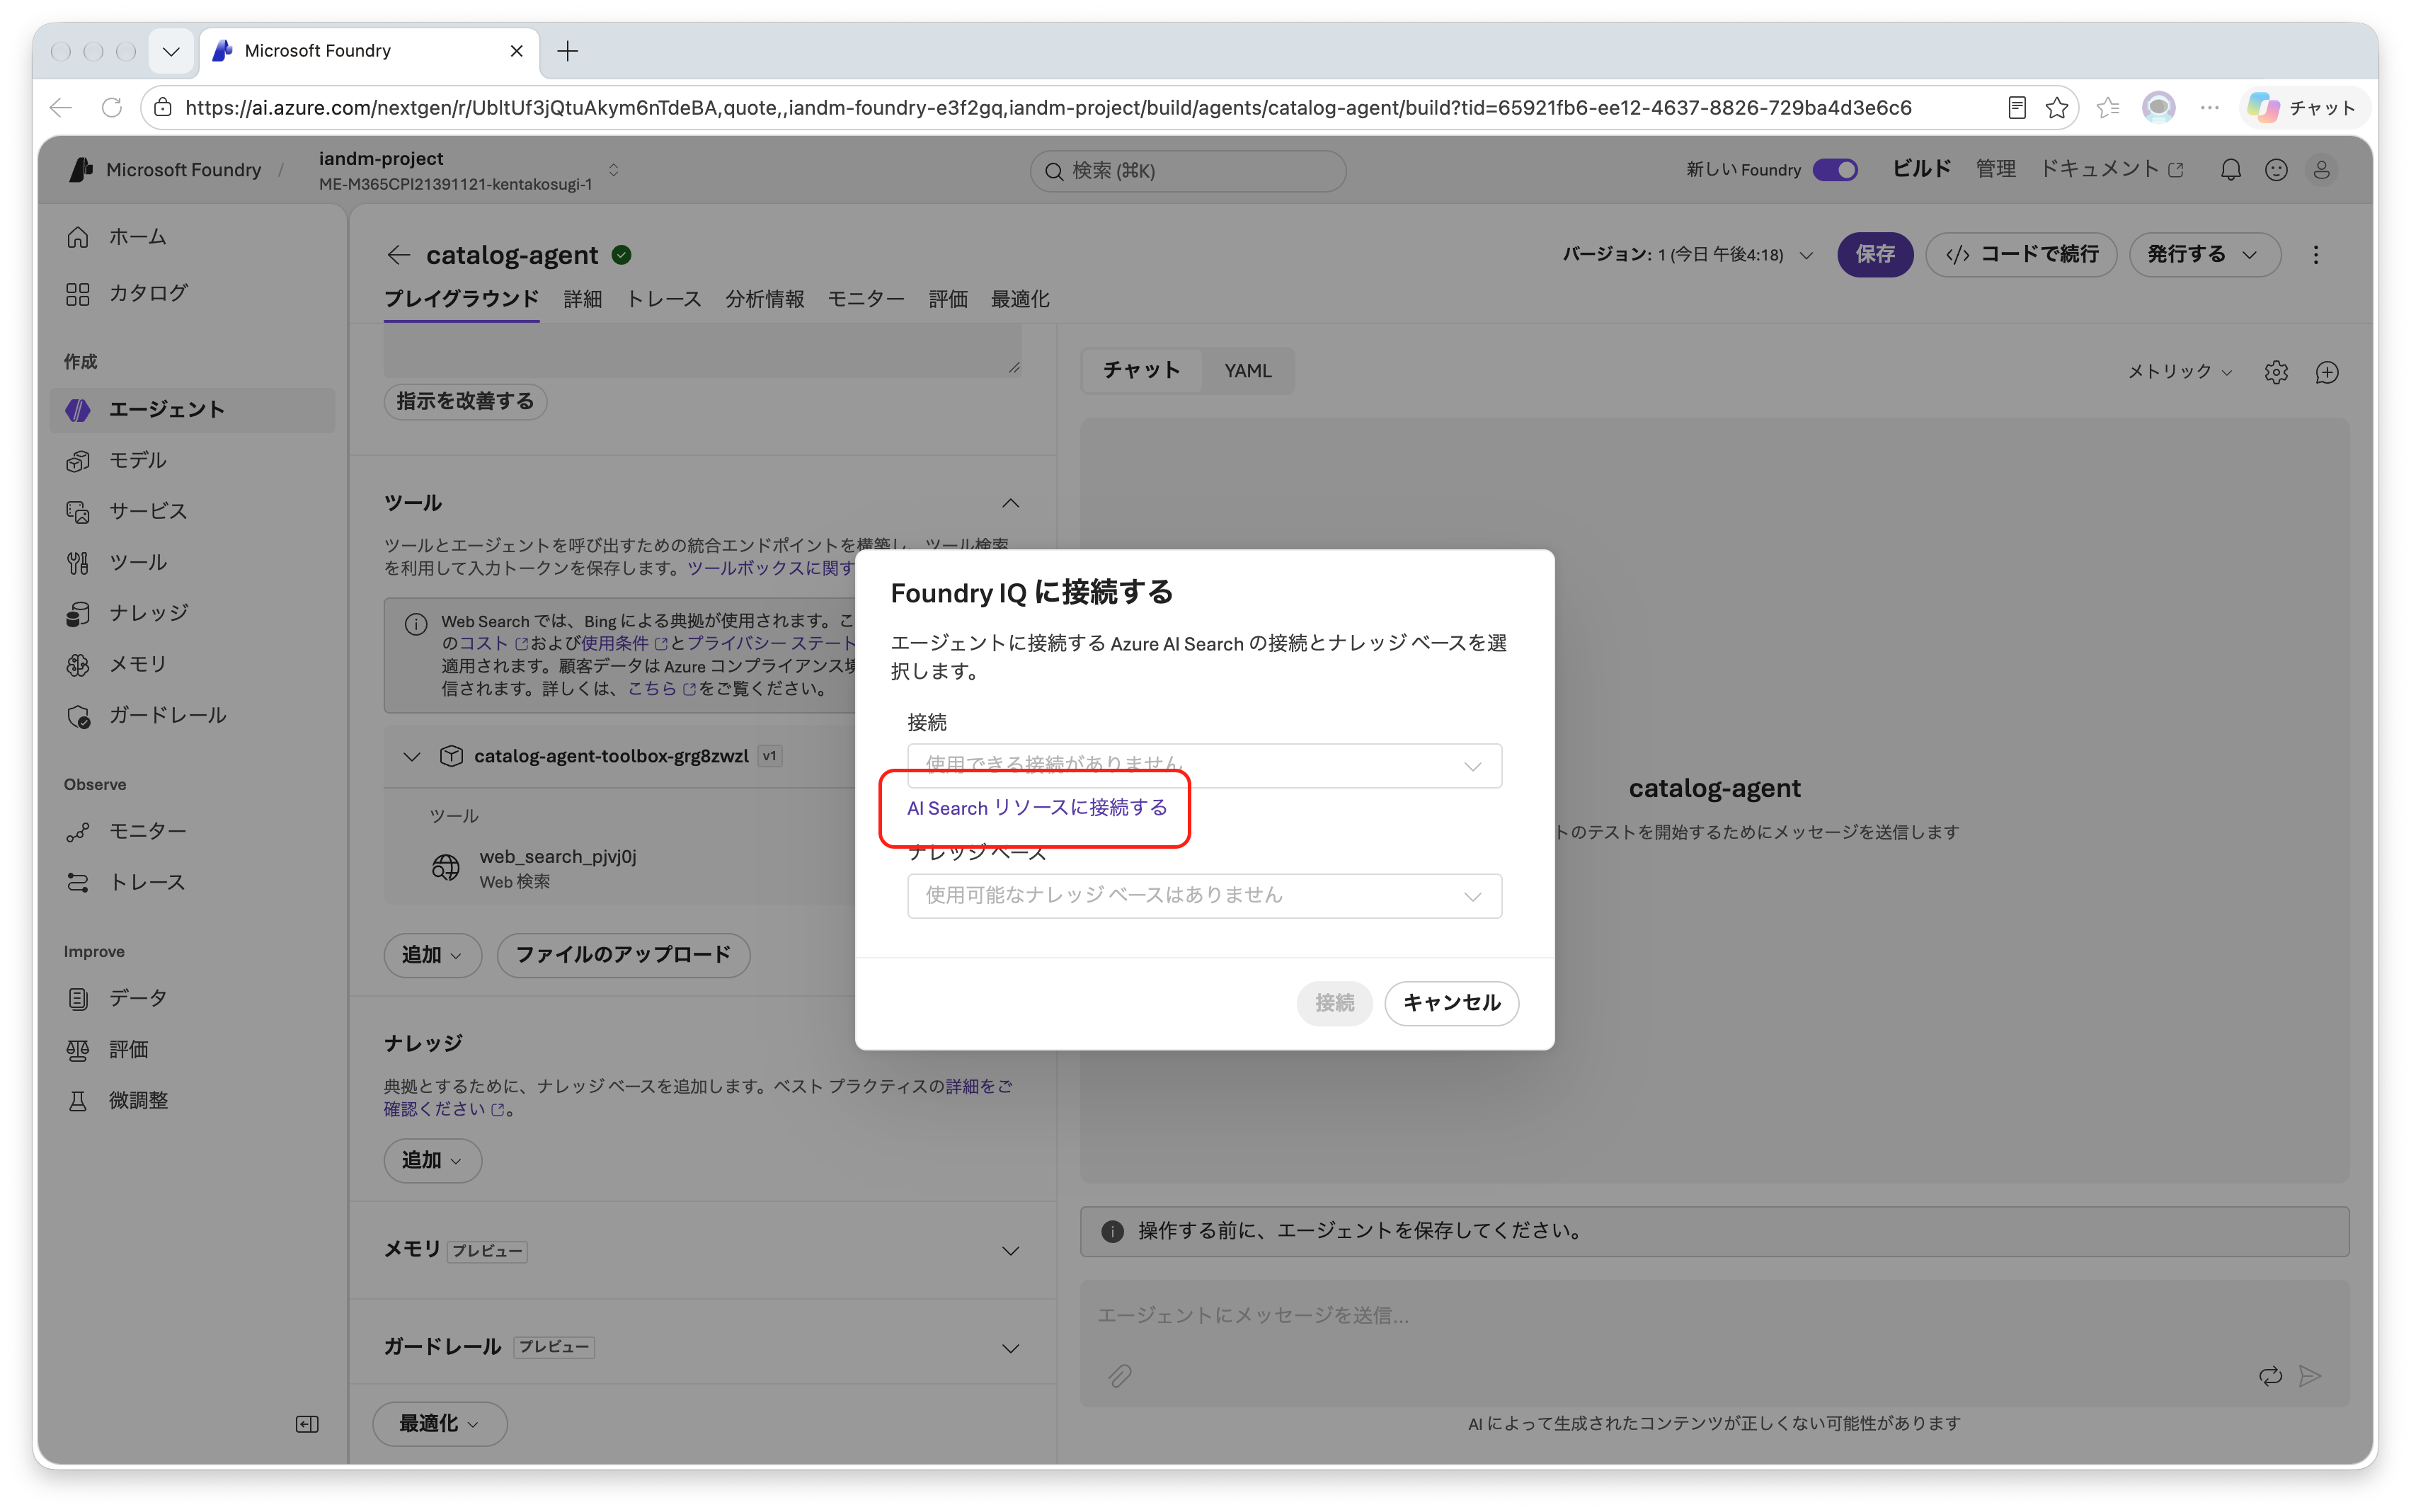 Microsoft Foundry
https://ai.azure.com/nextgen/r/UbltUf3jQtuAkym6nTdeBA,quote,,iandm-foundry-e3f2gq,iandm-project/build/agents/catalog-agent/build?tid=65921fb6-ee12-4637-8826-729ba4d3e6c6
チャット
Microsoft Foundry /
iandm-project
ME-M365CPI21391121-kentakosugi-1
検索 (⌘K)
新しい Foundry
ビルド
管理
ドキュメント
ホーム
カタログ
作成
エージェント
モデル
サービス
ツール
ナレッジ
メモリ
ガードレール
Observe
モニター
トレース
Improve
データ
評価
微調整
catalog-agent
バージョン: 1 (今日 午後4:18)
保存
コードで続行
発行する
プレイグラウンド 詳細 トレース 分析情報 モニター 評価 最適化
指示を改善する
ツール
ツールとエージェントを呼び出すための統合エンドポイントを構築し、ツール検索
を利用して入力トークンを保存します。ツールボックスに関す
Web Search では、Bing による典拠が使用されます。こ
のコストおよび使用条件とプライバシー ステート
適用されます。顧客データは Azure コンプライアンス境
信されます。詳しくは、こちらをご覧ください。
catalog-agent-toolbox-grg8zwzl v1
ツール
web_search_pjvj0j
Web 検索
追加
ファイルのアップロード
ナレッジ
典拠とするために、ナレッジ ベースを追加します。ベスト プラクティスの詳細をご
確認ください。
追加
メモリ プレビュー
ガードレール プレビュー
最適化
Foundry IQ に接続する
エージェントに接続する Azure AI Search の接続とナレッジ ベースを選
択します。
接続
使用できる接続がありません
AI Search リソースに接続する
ナレッジ ベース
使用可能なナレッジ ベースはありません
接続
キャンセル
チャット
YAML
メトリック
catalog-agent
トのテストを開始するためにメッセージを送信します
操作する前に、エージェントを保存してください。
エージェントにメッセージを送信...
AI によって生成されたコンテンツが正しくない可能性があります